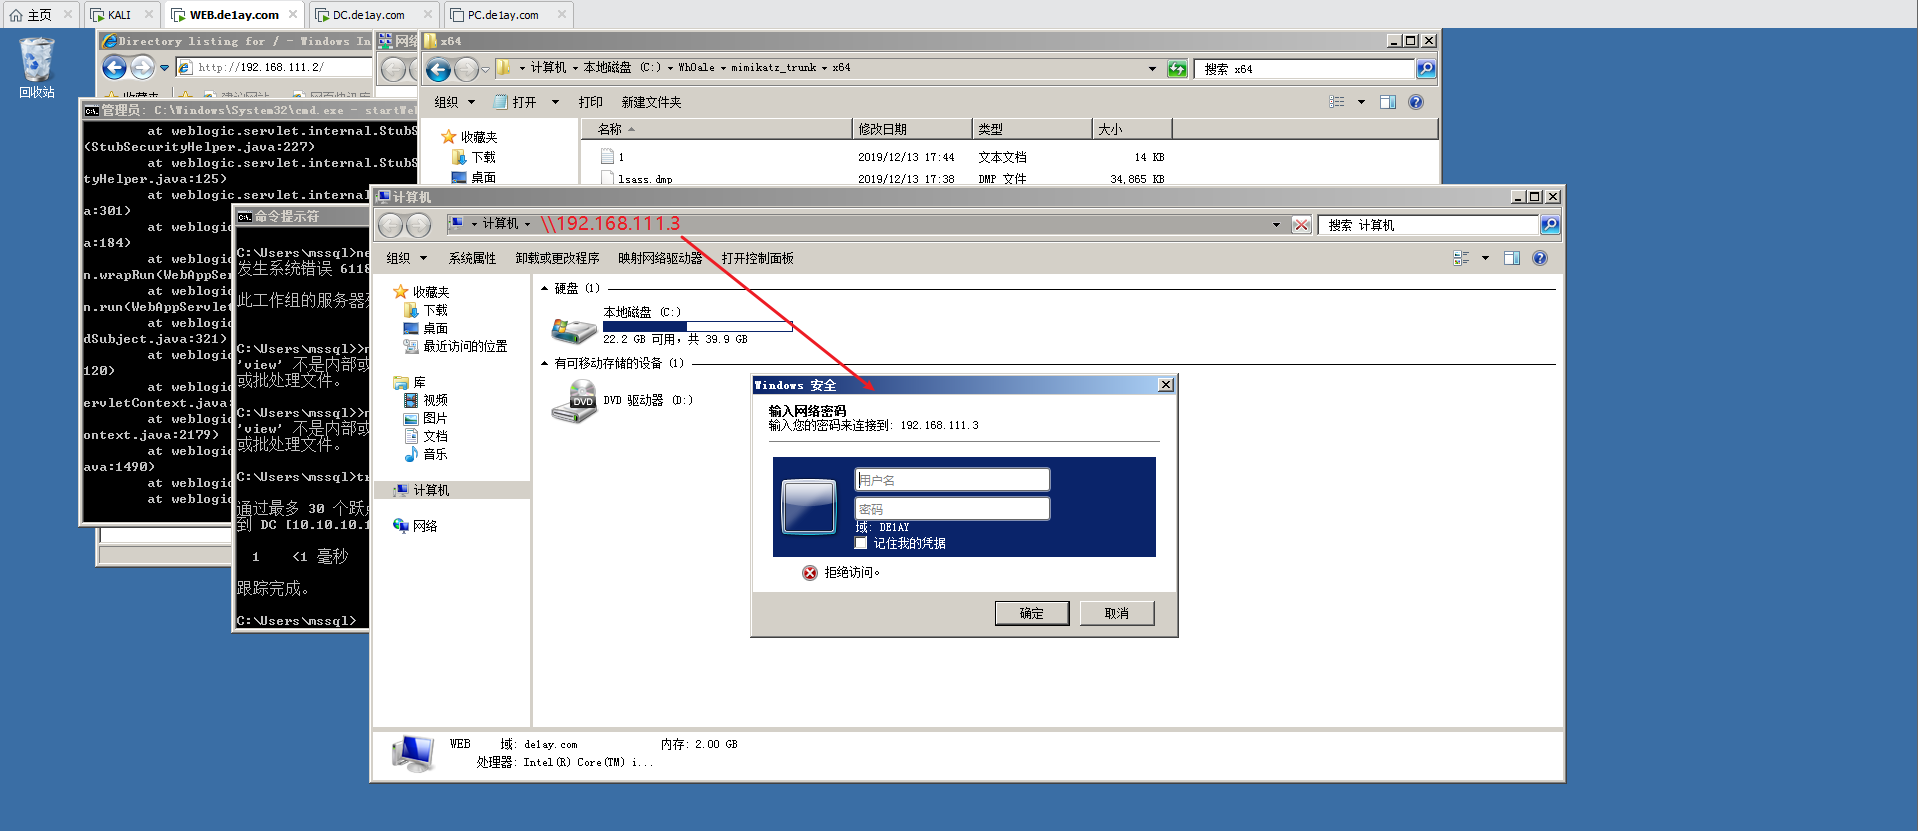 主页
KALI
WEB.de1ay.com
DC.de1ay.com
PC.de1ay.com
回收站
Directory listing for / - Windows In
http://192.168.111.2/
网络
x64
计算机 本地磁盘 (C:) WhOale mimikatz_trunk x64
搜索 x64
组织 打开 打印 新建文件夹
收藏夹
下载
桌面
名称 修改日期 类型 大小
1 2019/12/13 17:44 文本文档 14 KB
lsass.dmp 2019/12/13 17:38 DMP 文件 34,865 KB
管理员: C:\Windows\System32\cmd.exe - startWe
at weblogic.servlet.internal.StubS
(StubSecurityHelper.java:227)
at weblogic.servlet.internal.StubS
tyHelper.java:125)
at weblogic.servlet.internal
a:301)
at weblogic
a:184)
at weblogic
n.wrapRun(WebAppSer
at weblogic
n.run(WebAppServlet
at weblogic
dSubject.java:321)
at weblogic
120)
at weblogic
ervletContext.java:
at weblogic
ontext.java:2179)
at weblogic
ava:1490)
at weblogic
at weblogic
命令提示符
C:\Users\mssql>ne
发生系统错误 6118
此工作组的服务器
C:\Users\mssql>>n
'view' 不是内部或
或批处理文件。
C:\Users\mssql>>n
'view' 不是内部或
或批处理文件。
C:\Users\mssql>tr
通过最多 30 个跃点
到 DC [10.10.10.1
1 <1 毫秒
跟踪完成。
C:\Users\mssql>
计算机
计算机 \\192.168.111.3
搜索 计算机
组织 系统属性 卸载或更改程序 映射网络驱动器 打开控制面板
收藏夹
下载
桌面
最近访问的位置
库
视频
图片
文档
音乐
计算机
网络
硬盘 (1)
本地磁盘 (C:)
22.2 GB 可用，共 39.9 GB
有可移动存储的设备 (1)
DVD
DVD 驱动器 (D:)
Windows 安全
输入网络密码
输入您的密码来连接到: 192.168.111.3
用户名
密码
域: DE1AY
记住我的凭据
拒绝访问。
确定 取消
WEB 域: de1ay.com 内存: 2.00 GB
处理器: Intel(R) Core(TM) i...